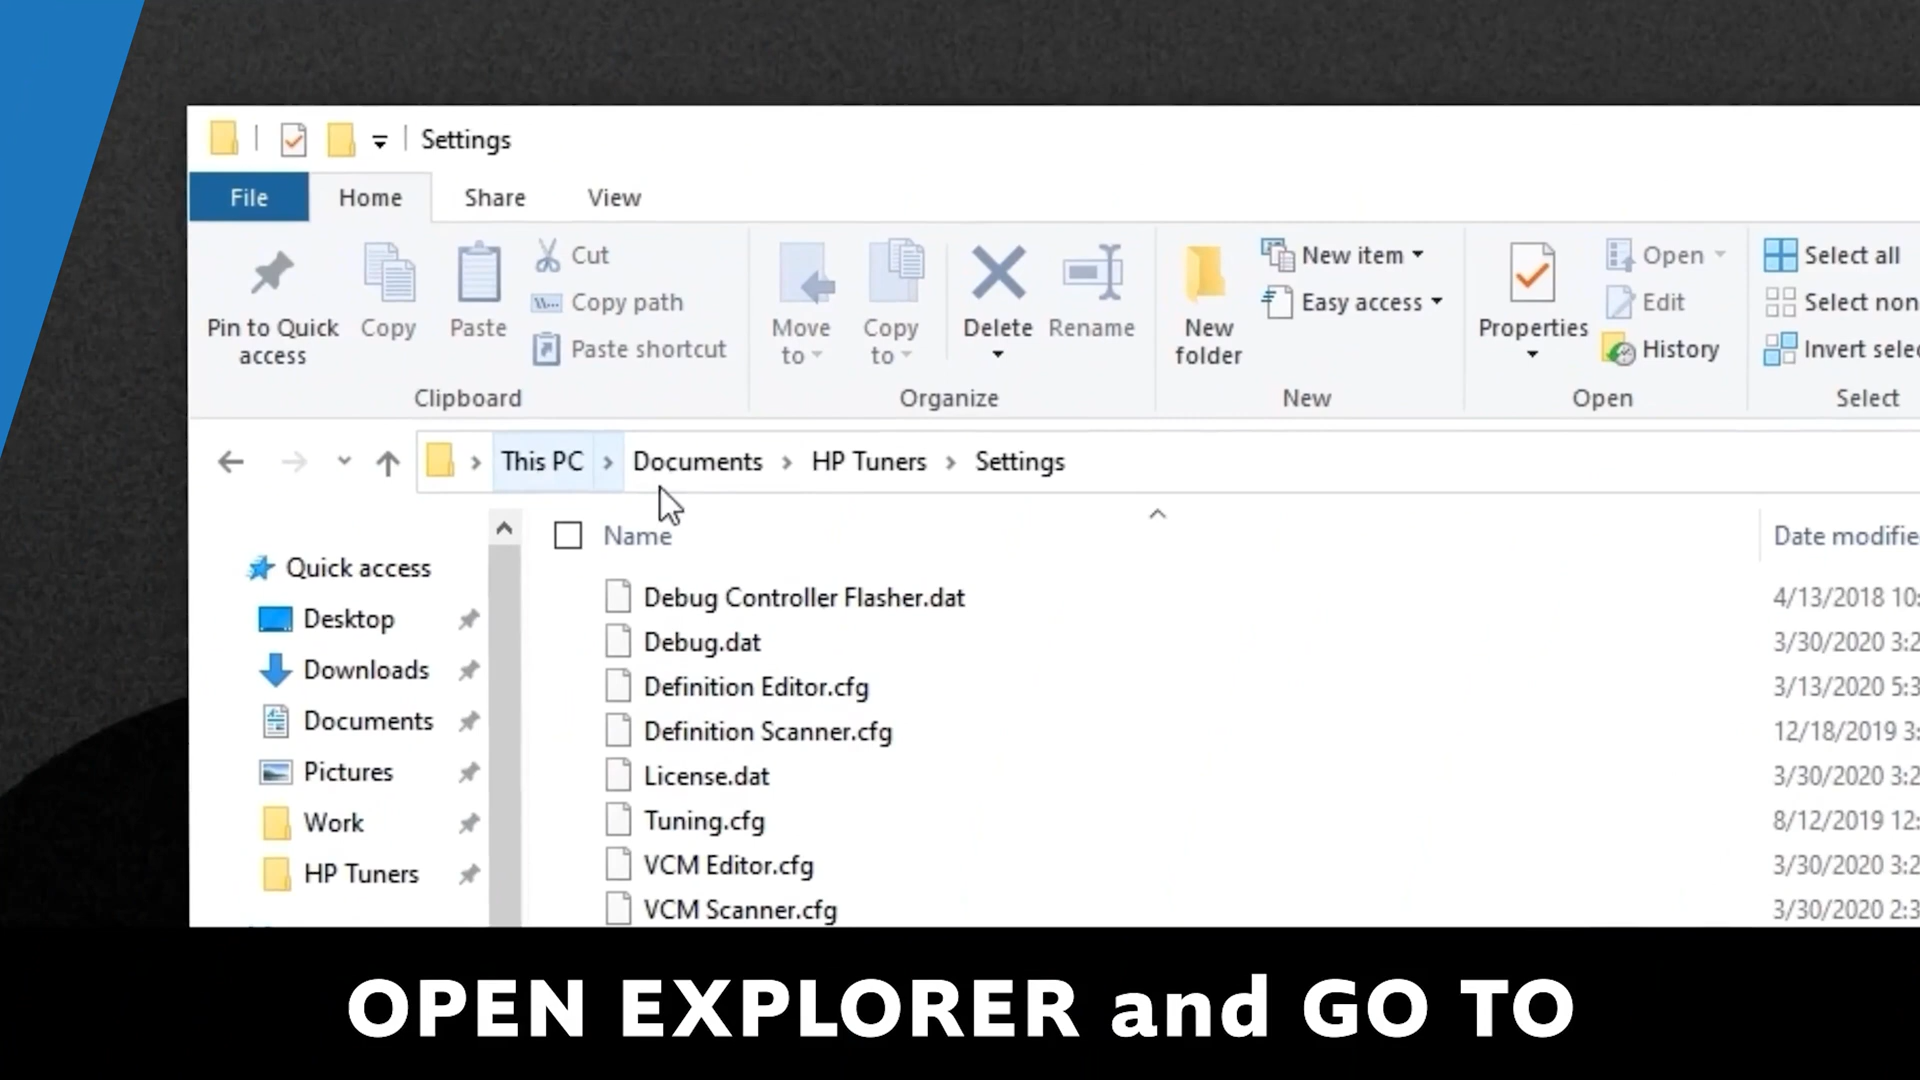 Settings
File Home Share View
Pin to Quick access
Copy
Paste
Cut
Copy path
Paste shortcut
Clipboard
Move to
Copy to
Delete
Rename
Organize
New folder
New item
Easy access
New
Properties
Open
Edit
History
Open
Select all
Select non
Invert selec
Select
This PC Documents HP Tuners Settings
Name Date modifie
Quick access
Desktop
Downloads
Documents
Pictures
Work
HP Tuners
Debug Controller Flasher.dat 4/13/2018 10:
Debug.dat 3/30/2020 3:2
Definition Editor.cfg 3/13/2020 5:3
Definition Scanner.cfg 12/18/2019 3:
License.dat 3/30/2020 3:2
Tuning.cfg 8/12/2019 12:
VCM Editor.cfg 3/30/2020 3:2
VCM Scanner.cfg 3/30/2020 2:3
OPEN EXPLORER and GO TO